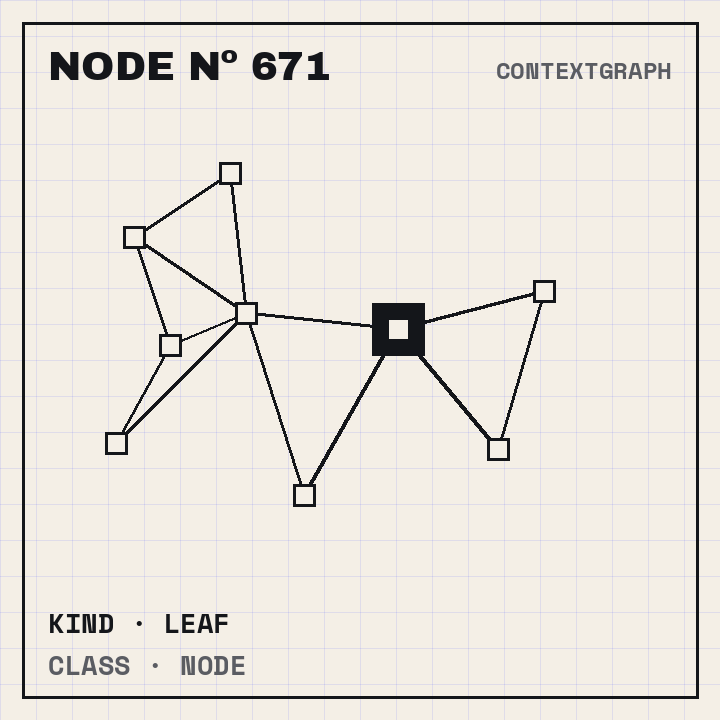 NODE Nº 671
CONTEXTGRAPH
KIND · LEAF
CLASS · NODE